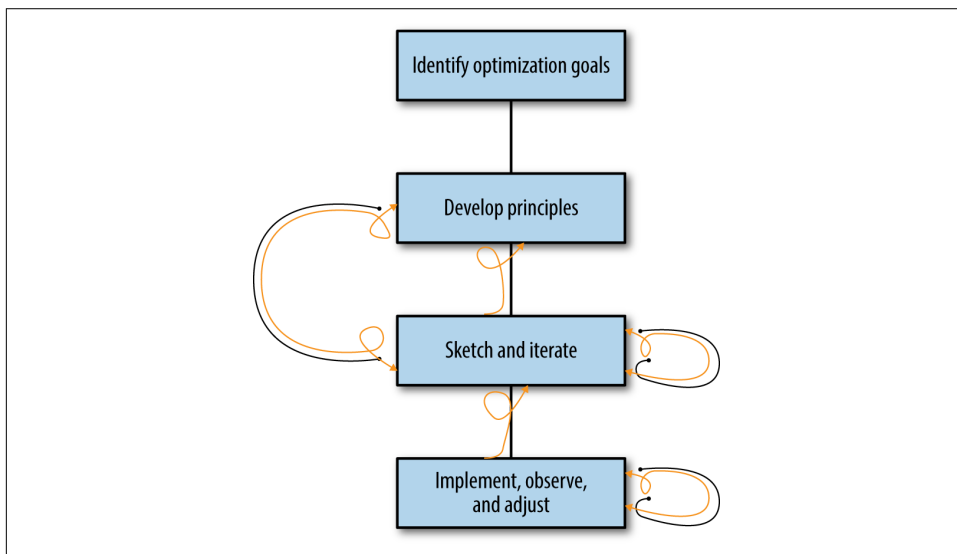 Identify optimization goals
Develop principles
Sketch and iterate
Implement, observe,
and adjust